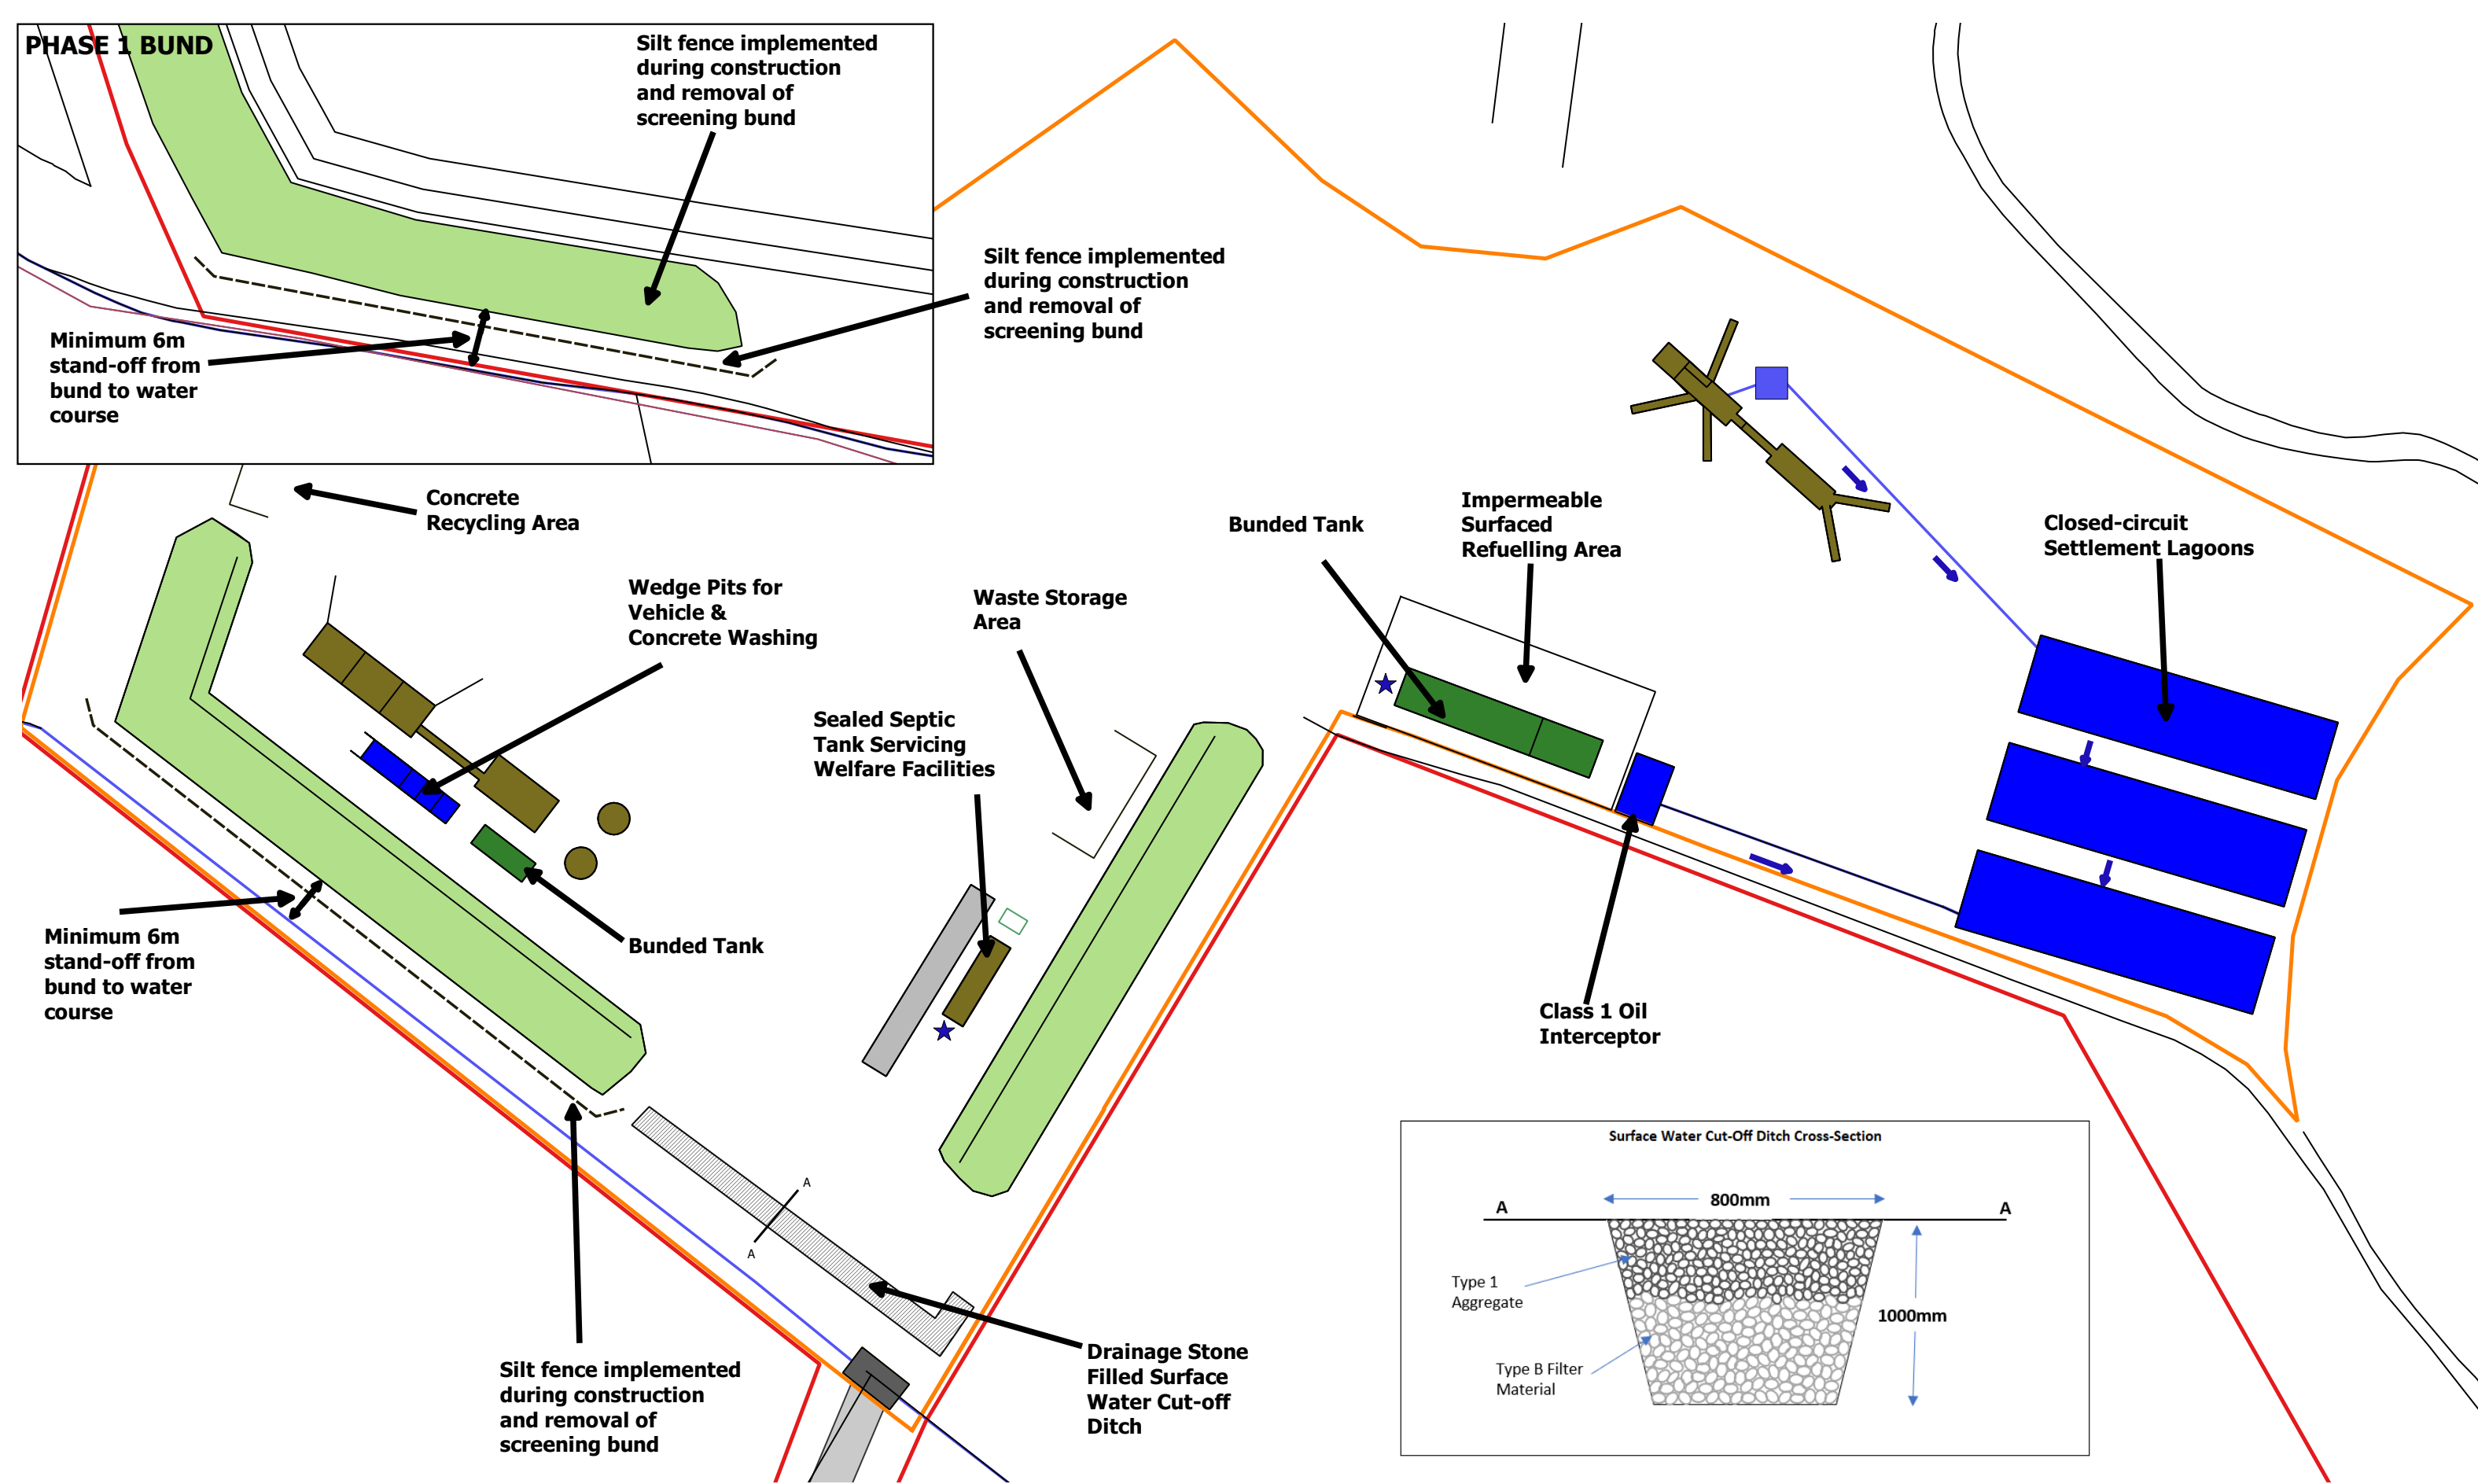 PHASE 1 BUND
Silt fence implemented
during construction
and removal of
screening bund
Silt fence implemented
during construction
and removal of
screening bund
Minimum 6m
stand-off from
bund to water
course
Concrete
Recycling Area
Wedge Pits for
Vehicle &
Concrete Washing
Waste Storage
Area
Bunded Tank
Impermeable
Surfaced
Refuelling Area
Closed-circuit
Settlement Lagoons
Sealed Septic
Tank Servicing
Welfare Facilities
Minimum 6m
stand-off from
bund to water
course
Bunded Tank
Class 1 Oil
Interceptor
A
A
Silt fence implemented
during construction
and removal of
screening bund
Drainage Stone
Filled Surface
Water Cut-off
Ditch
Surface Water Cut-Off Ditch Cross-Section
800mm
A
A
Type 1
Aggregate
1000mm
Type B Filter
Material